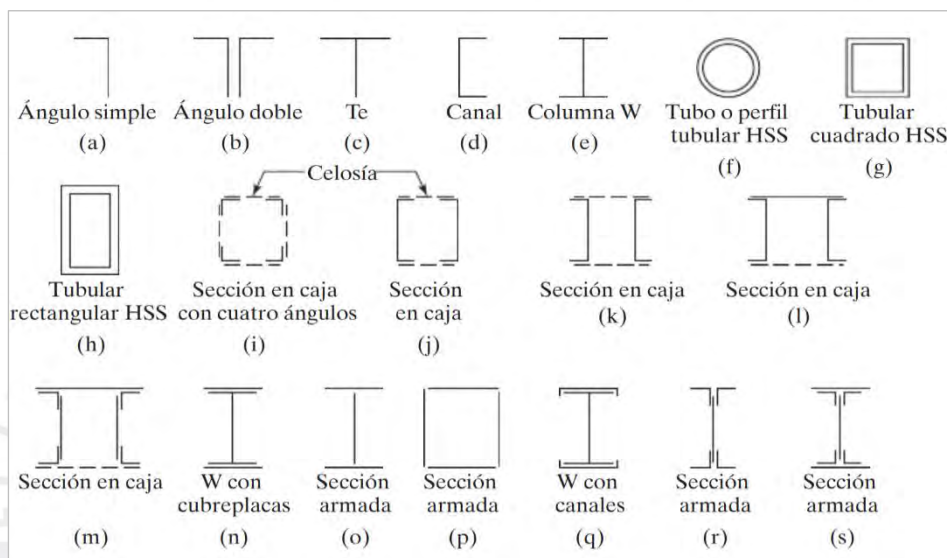 Ángulo simple
(a)
Ángulo doble
(b)
Te
(c)
Canal
(d)
Columna W
(e)
Tubo o perfil
tubular HSS
(f)
Tubular
cuadrado HSS
(g)
Celosía
Tubular
rectangular HSS
(h)
Sección en caja
con cuatro ángulos
(i)
Sección
en caja
(j)
Sección en caja
(k)
Sección en caja
(l)
Sección en caja
(m)
W con
cubreplacas
(n)
Sección
armada
(o)
Sección
armada
(p)
W con
canales
(q)
Sección
armada
(r)
Sección
armada
(s)